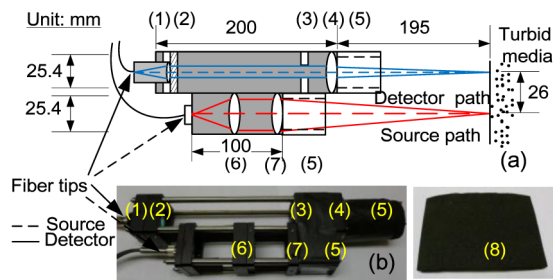 Unit: mm
(1) (2) 200 (3) (4) (5) 195
Turbid media
25.4
25.4
26
Detector path
Source path
(a)
100
(6) (7) (5)
Fiber tips
Source
Detector
(1) (2) (3) (4) (5)
(6) (7) (5)
(b)
(8)